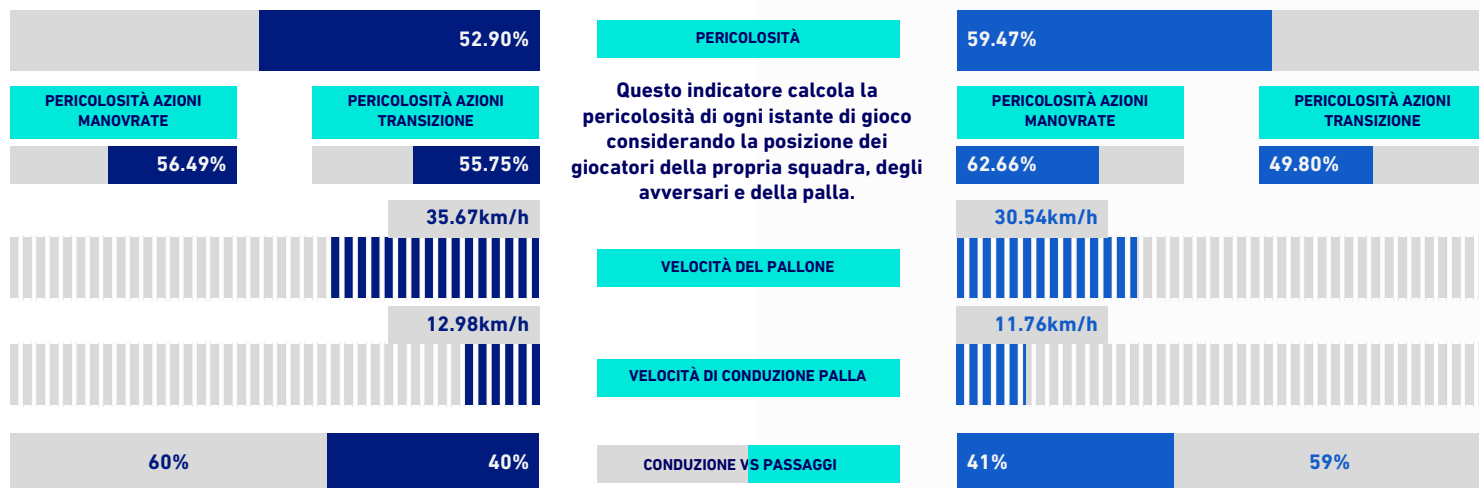 52.90%
PERICOLOSITÀ
59.47%
PERICOLOSITÀ AZIONI
MANOVRATE
PERICOLOSITÀ AZIONI
TRANSIZIONE
Questo indicatore calcola la
pericolosità di ogni istante di gioco
considerando la posizione dei
giocatori della propria squadra, degli
avversari e della palla.
PERICOLOSITÀ AZIONI
MANOVRATE
PERICOLOSITÀ AZIONI
TRANSIZIONE
56.49%
55.75%
62.66%
49.80%
35.67km/h
30.54km/h
VELOCITÀ DEL PALLONE
12.98km/h
11.76km/h
VELOCITÀ DI CONDUZIONE PALLA
60%
40%
CONDUZIONE VS PASSAGGI
41%
59%